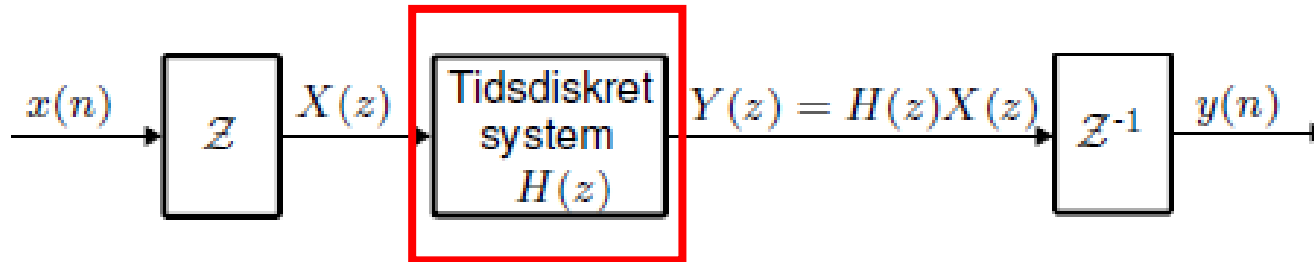 x(n)
𝒵
X(z)
Tidsdiskret
system
H(z)
Y(z) = H(z)X(z)
𝒵-1
y(n)